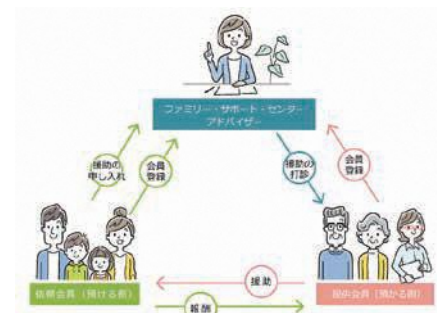 ファミリー・サポート・センター
アドバイザー
援助の
申し入れ
会員
登録
援助の
打診
会員
登録
援助
依頼会員（預ける側）
提供会員（預かる側）
報酬